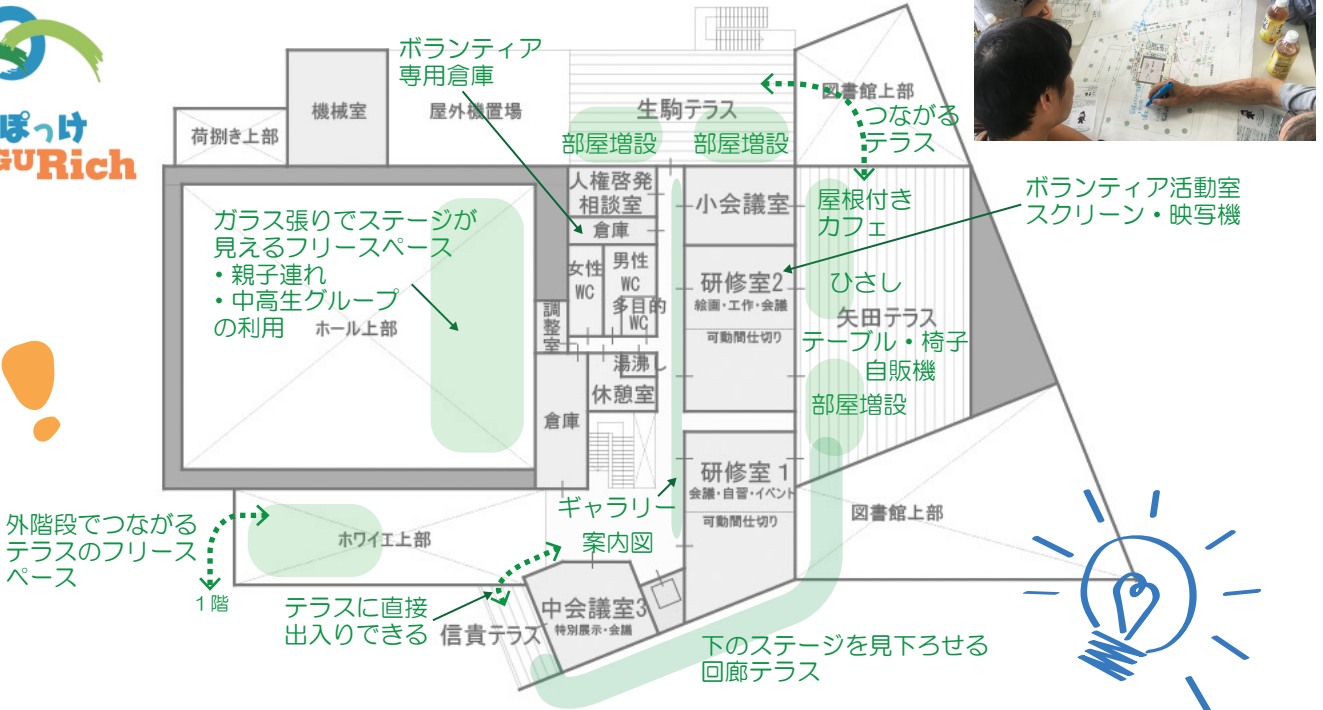 ぽっけ
GURich
ボランティア
専用倉庫
機械室
屋外機置場
荷捌き上部
生駒テラス
部屋増設
部屋増設
図書館上部
つながる
テラス
人権啓発
相談室
倉庫
小会議室
屋根付き
カフェ
ボランティア活動室
スクリーン・映写機
ガラス張りでステージが
見えるフリースペース
・親子連れ
・中高生グループ
の利用
ホール上部
女性
WC
男性
WC
多目的
WC
調整室
研修室2
絵画・工作・会議
可動間仕切り
ひさし
矢田テラス
テーブル・椅子
自販機
部屋増設
湯沸し
休憩室
倉庫
研修室1
会議・自習・イベント
可動間仕切り
図書館上部
ギャラリー
案内図
外階段でつながる
テラスのフリース
ペース
1階
ホワイエ上部
テラスに直接
出入りできる
信貴テラス
中会議室3
特別展示・会議
下のステージを見下ろせる
回廊テラス